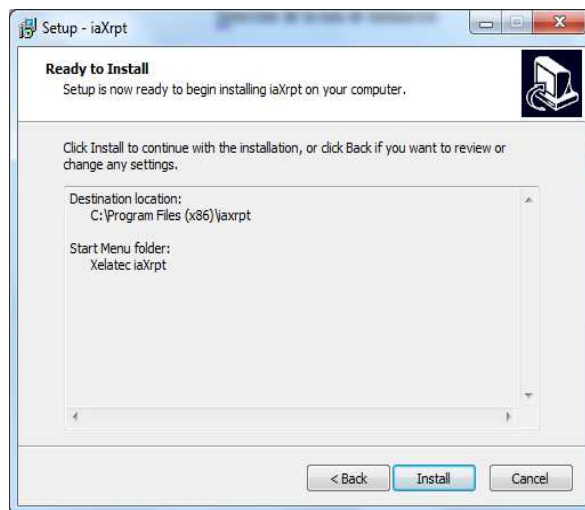 Setup - iaXrpt
Ready to Install
Setup is now ready to begin installing iaXrpt on your computer.
Click Install to continue with the installation, or click Back if you want to review or
change any settings.
Destination location:
C:\Program Files (x86)\iaxrpt
Start Menu folder:
Xelatec iaXrpt
< Back
Install
Cancel